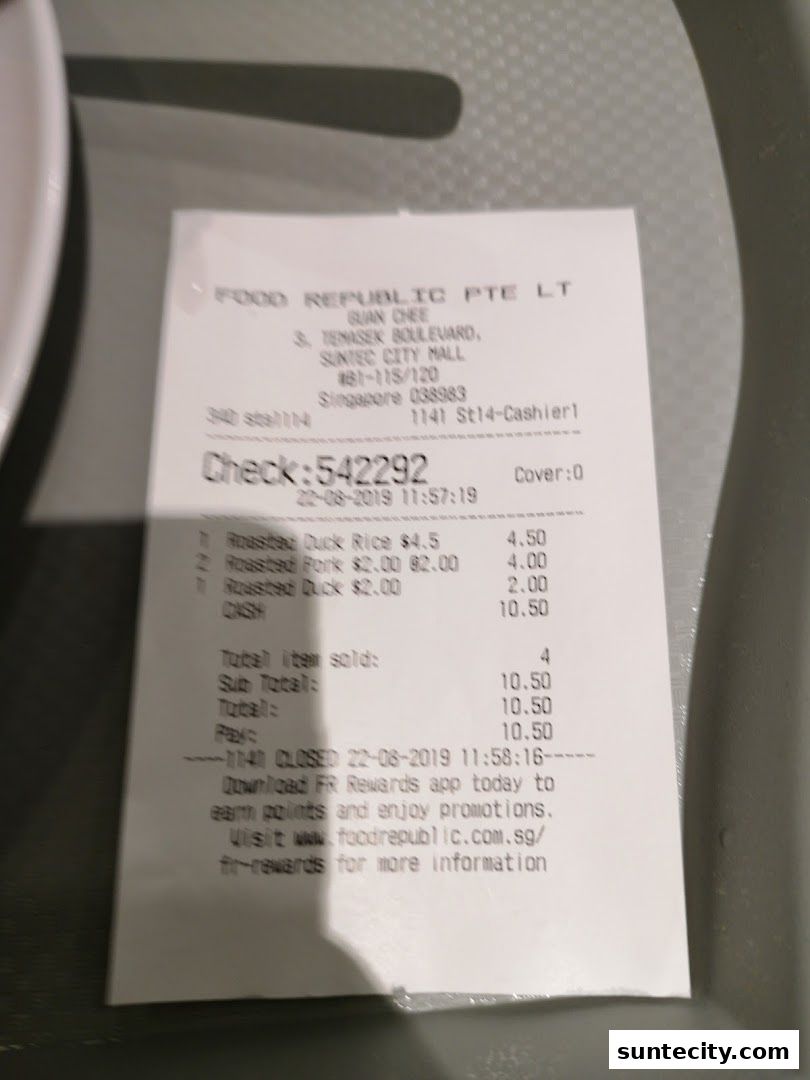 FOOD REPUBLIC PTE LT
GUAN CHEE
3, TEMASEK BOULEVARD,
SUNTEC CITY MALL
#B1-115/120
Singapore 038983
340 stall14 1141 St14-Cashier1
Check:542292 Cover:0
22-08-2019 11:57:19
1 Roasted Duck Rice $4.5 4.50
2 Roasted Pork $2.00 @2.00 4.00
1 Roasted Duck $2.00 2.00
CASH 10.50
Total item sold: 4
Sub Total: 10.50
Total: 10.50
Pay: 10.50
----1141 CLOSED 22-08-2019 11:58:16-----
Download FR Rewards app today to
earn points and enjoy promotions.
Visit www.foodrepublic.com.sg/
fr-rewards for more information
suntecity.com